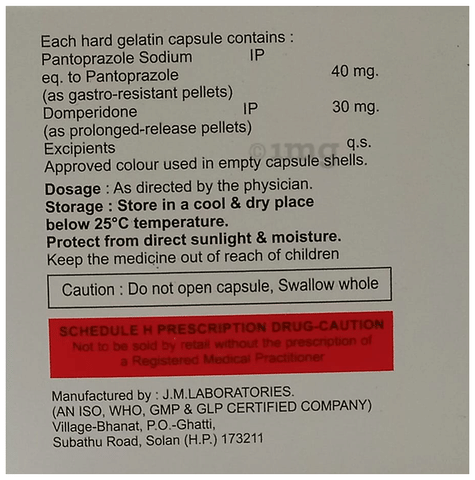 Each hard gelatin capsule contains :
Pantoprazole Sodium IP
eq. to Pantoprazole 40 mg.
(as gastro-resistant pellets)
Domperidone IP 30 mg.
(as prolonged-release pellets)
Excipients q.s.
©1mg
Approved colour used in empty capsule shells.
Dosage : As directed by the physician.
Storage : Store in a cool & dry place
below 25°C temperature.
Protect from direct sunlight & moisture.
Keep the medicine out of reach of children
Caution : Do not open capsule, Swallow whole
SCHEDULE H PRESCRIPTION DRUG-CAUTION
Not to be sold by retail without the prescription of
a Registered Medical Practitioner
Manufactured by : J.M.LABORATORIES.
(AN ISO, WHO, GMP & GLP CERTIFIED COMPANY)
Village-Bhanat, P.O.-Ghatti,
Subathu Road, Solan (H.P.) 173211